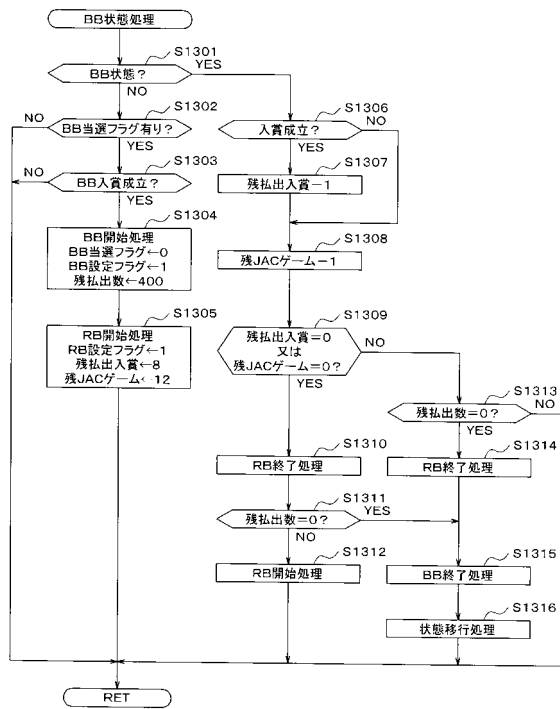 BB状態処理
S1301
BB状態?
YES
NO
S1302
NO
BB当選フラグ有り?
YES
S1303
NO
BB入賞成立?
YES
S1304
BB開始処理
BB当選フラグ←0
BB設定フラグ←1
残払出数←400
S1305
RB開始処理
RB設定フラグ←1
残払出入賞←8
残JACゲーム←12
S1306
入賞成立?
NO
YES
S1307
残払出入賞−1
S1308
残JACゲーム−1
S1309
残払出入賞=0
又は
残JACゲーム=0?
NO
YES
S1313
残払出数=0?
NO
YES
S1310
RB終了処理
S1314
RB終了処理
S1311
残払出数=0?
YES
NO
S1312
RB開始処理
S1315
BB終了処理
S1316
状態移行処理
RET